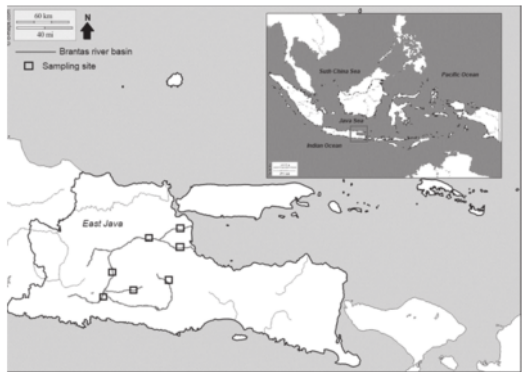 60 km
40 mi
N
Brantas river basin
Sampling site
East Java
South China Sea
Pacific Ocean
Java Sea
Indian Ocean